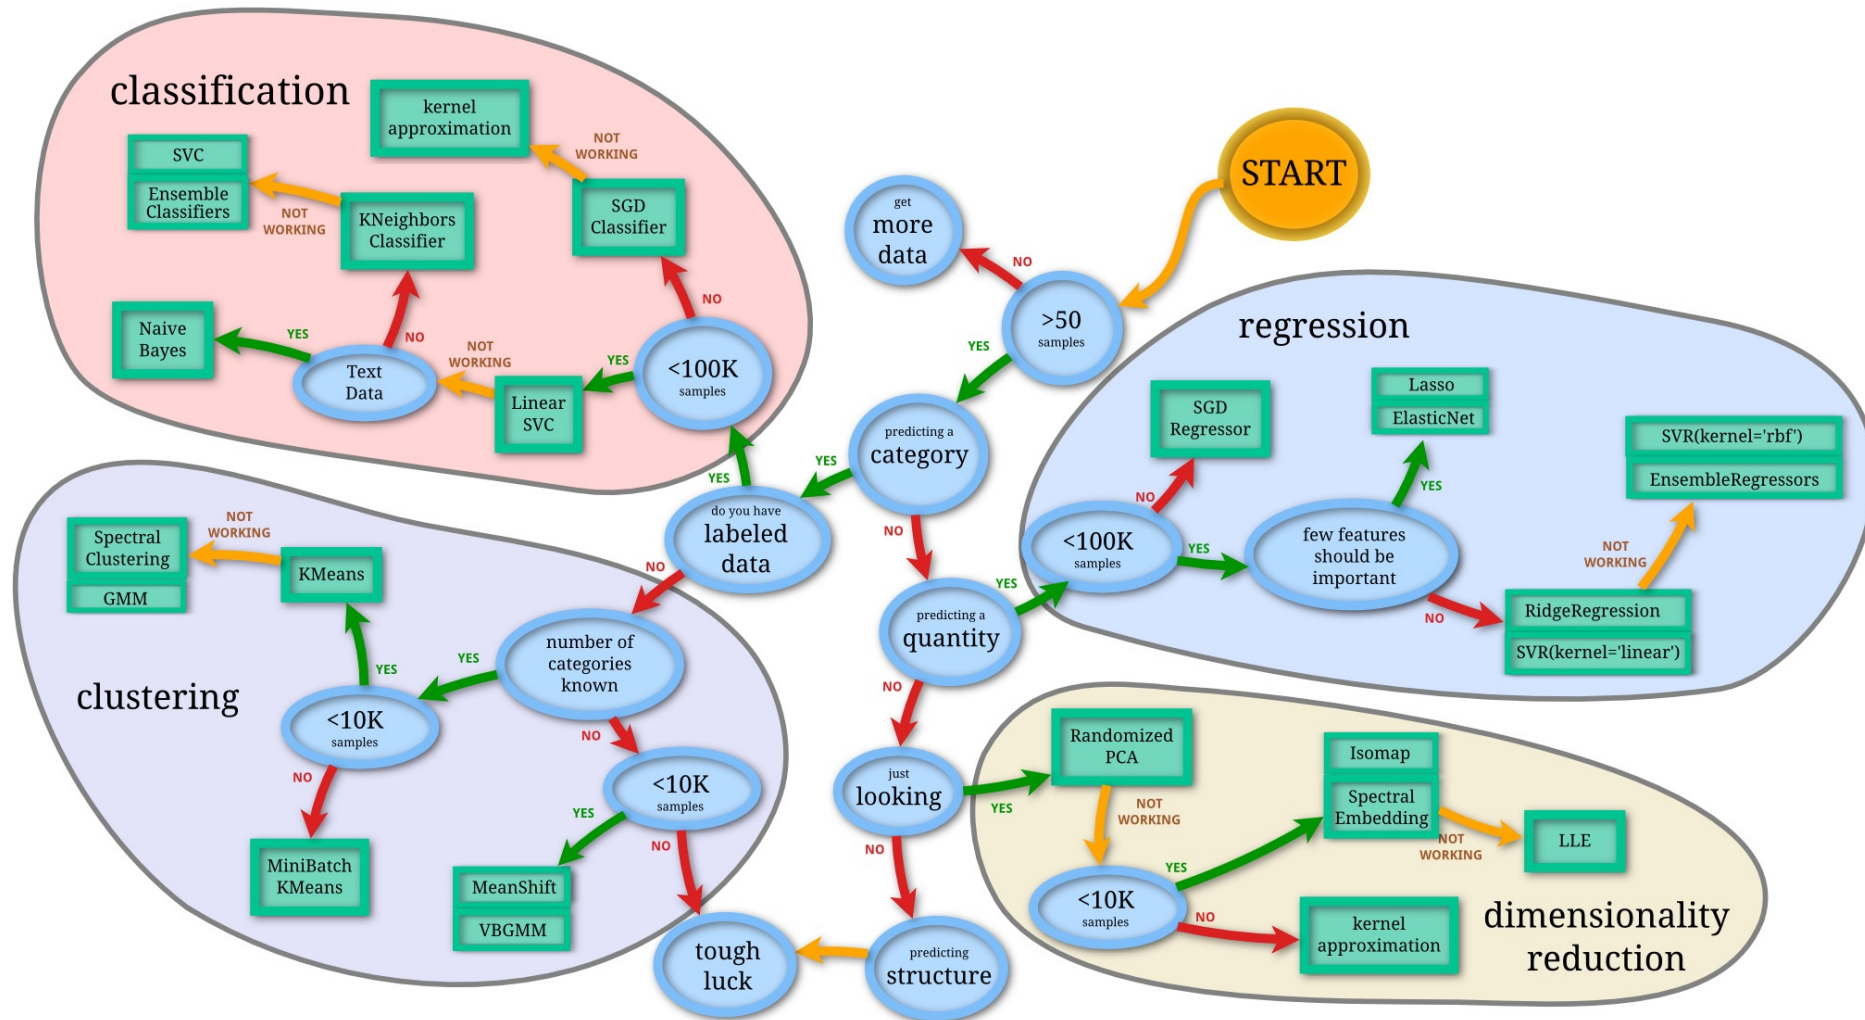 classification
kernel
approximation
NOT
WORKING
SVC
Ensemble
Classifiers
NOT
WORKING
KNeighbors
Classifier
SGD
Classifier
NO
Naive
Bayes
YES
NO
Text
Data
NOT
WORKING
Linear
SVC
YES
<100K
samples
START
get
more
data
NO
>50
samples
YES
predicting a
category
YES
NO
YES
do you have
labeled
data
NO
regression
SGD
Regressor
Lasso
ElasticNet
SVR(kernel='rbf')
EnsembleRegressors
NO
YES
<100K
samples
YES
few features
should be
important
NOT
WORKING
NO
RidgeRegression
SVR(kernel='linear')
YES
predicting a
quantity
NO
clustering
Spectral
Clustering
GMM
NOT
WORKING
KMeans
YES
YES
number of
categories
known
<10K
samples
NO
NO
<10K
samples
YES
NO
MiniBatch
KMeans
MeanShift
VBGMM
just
looking
YES
NO
tough
luck
predicting
structure
Randomized
PCA
NOT
WORKING
Isomap
Spectral
Embedding
NOT
WORKING
LLE
YES
<10K
samples
NO
kernel
approximation
dimensionality
reduction